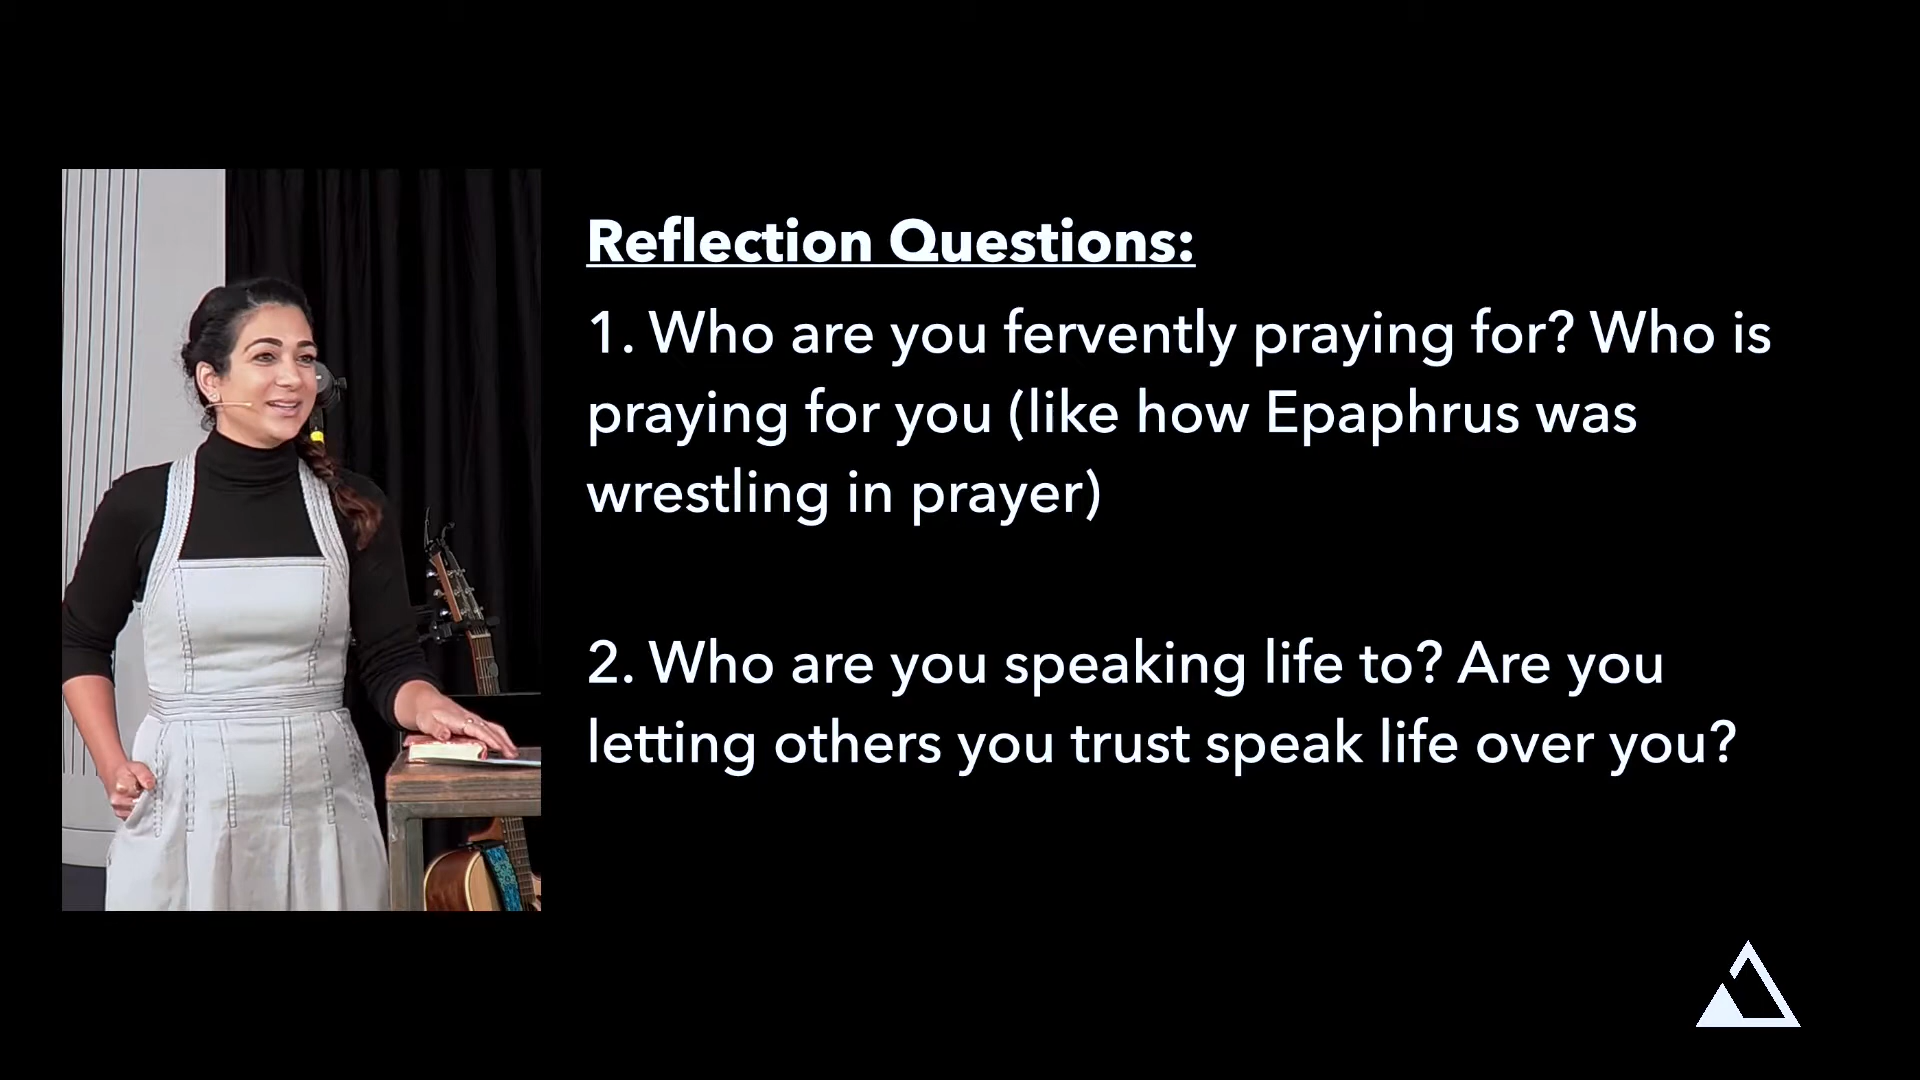 Reflection Questions:
1. Who are you fervently praying for? Who is
praying for you (like how Epaphrus was
wrestling in prayer)
2. Who are you speaking life to? Are you
letting others you trust speak life over you?